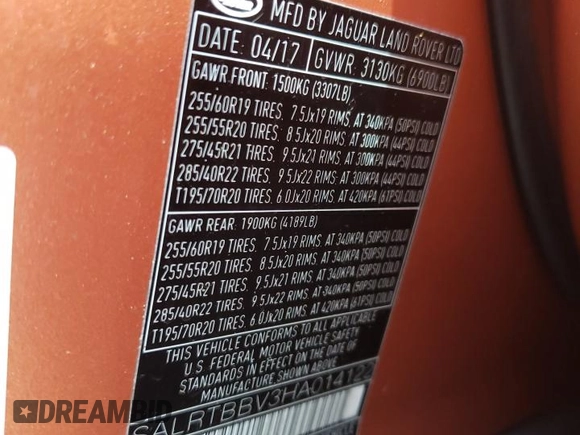 MFD BY JAGUAR LAND ROVER LTD
DATE: 04/17 GVWR: 3130KG (6900LB)
GAWR FRONT: 1500KG (3307LB)
255/60R19 TIRES, 7.5Jx19 RIMS AT 340KPA (50PSI) COLD
255/55R20 TIRES, 8.5Jx20 RIMS AT 300KPA (44PSI) COLD
275/45R21 TIRES, 9.5Jx21 RIMS AT 300KPA (44PSI) COLD
285/40R22 TIRES, 9.5Jx22 RIMS AT 300KPA (44PSI) COLD
T195/70R20 TIRES, 6.0Jx20 RIMS AT 420KPA (61PSI) COLD
GAWR REAR: 1900KG (4189LB)
255/60R19 TIRES, 7.5Jx19 RIMS AT 340KPA (50PSI) COLD
255/55R20 TIRES, 8.5Jx20 RIMS AT 340KPA (50PSI) COLD
275/45R21 TIRES, 9.5Jx21 RIMS AT 340KPA (50PSI) COLD
285/40R22 TIRES, 9.5Jx22 RIMS AT 340KPA (50PSI) COLD
T195/70R20 TIRES, 6.0Jx20 RIMS AT 420KPA (61PSI) COLD
THIS VEHICLE CONFORMS TO ALL APPLICABLE
U.S FEDERAL MOTOR VEHICLE SAFETY
STANDARDS IN EFFECT ON THE DATE OF
MANUFACTURE SHOWN ABOVE.
DREAMBID